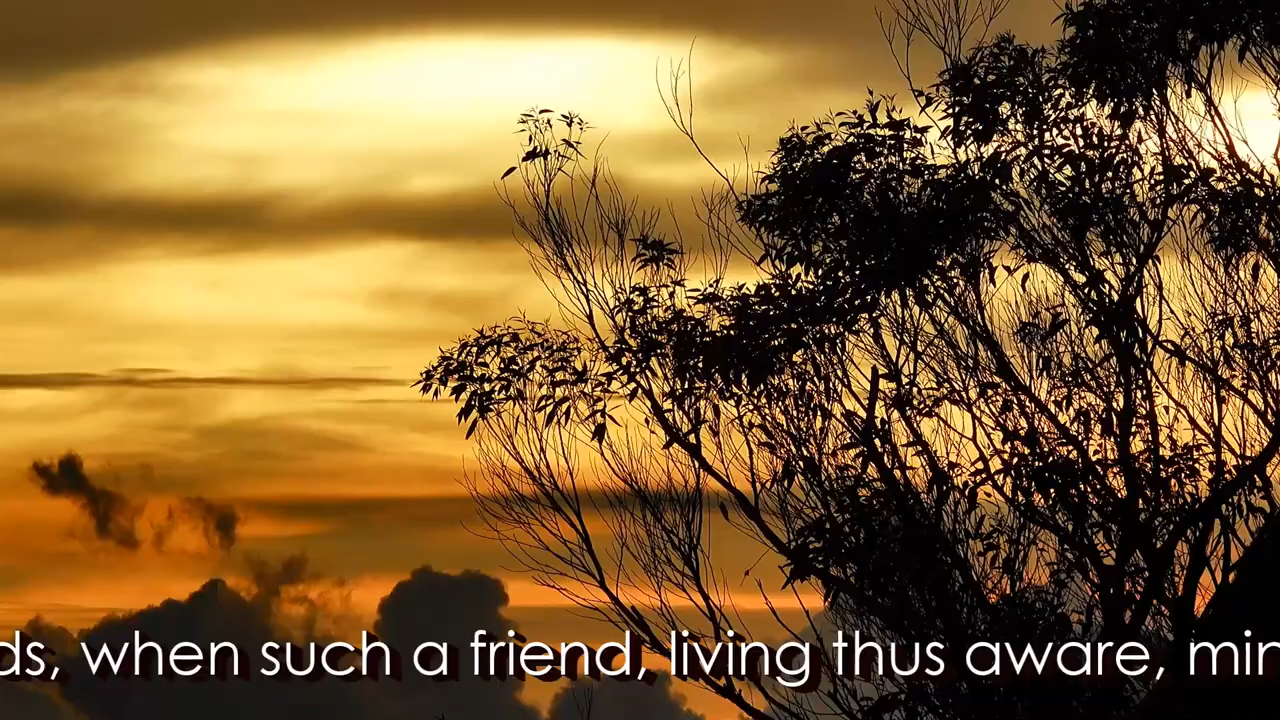 ds, when such a friend, living thus aware, min